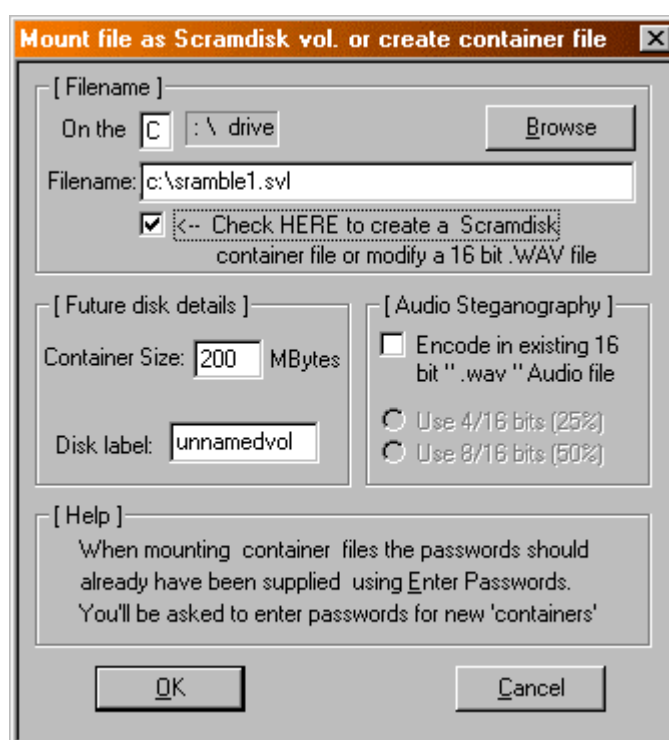 Mount file as Scramdisk vol. or create container file
[ Filename ]
On the C : \ drive Browse
Filename: c:\sramble1.svl
<-- Check HERE to create a Scramdisk
container file or modify a 16 bit .WAV file
[ Future disk details ]
Container Size: 200 MBytes
Disk label: unnamedvol
[ Audio Steganography ]
Encode in existing 16
bit " .wav " Audio file
Use 4/16 bits (25%)
Use 8/16 bits (50%)
[ Help ]
When mounting container files the passwords should
already have been supplied using Enter Passwords.
You'll be asked to enter passwords for new 'containers'
OK Cancel